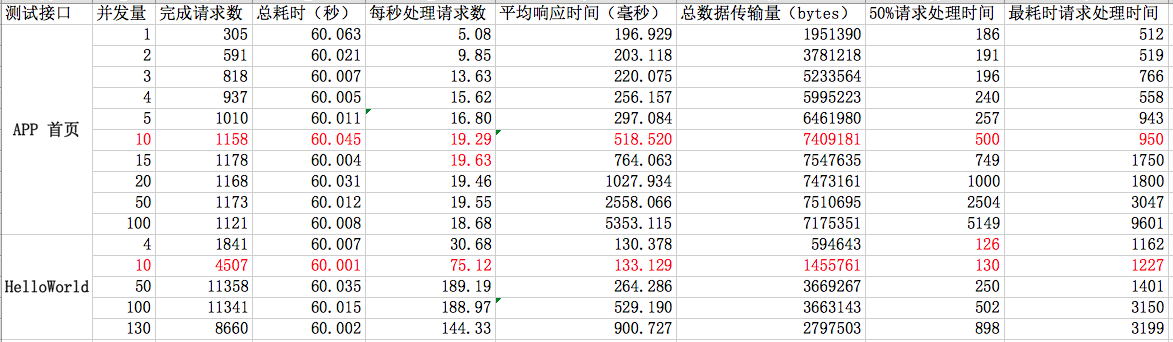 测试接口 并发量 完成请求数 总耗时（秒） 每秒处理请求数 平均响应时间（毫秒） 总数据传输量（bytes） 50%请求处理时间 最耗时请求处理时间
1 305 60.063 5.08 196.929 1951390 186 512
2 591 60.021 9.85 203.118 3781218 191 519
3 818 60.007 13.63 220.075 5233564 196 766
4 937 60.005 15.62 256.157 5995223 240 558
APP 首页 5 1010 60.011 16.80 297.084 6461980 257 943
10 1158 60.045 19.29 518.520 7409181 500 950
15 1178 60.004 19.63 764.063 7547635 749 1750
20 1168 60.031 19.46 1027.934 7473161 1000 1800
50 1173 60.012 19.55 2558.066 7510695 2504 3047
100 1121 60.008 18.68 5353.115 7175351 5149 9601
4 1841 60.007 30.68 130.378 594643 126 1162
10 4507 60.001 75.12 133.129 1455761 130 1227
HelloWorld 50 11358 60.035 189.19 264.286 3669267 250 1401
100 11341 60.015 188.97 529.190 3663143 502 3150
130 8660 60.002 144.33 900.727 2797503 898 3199